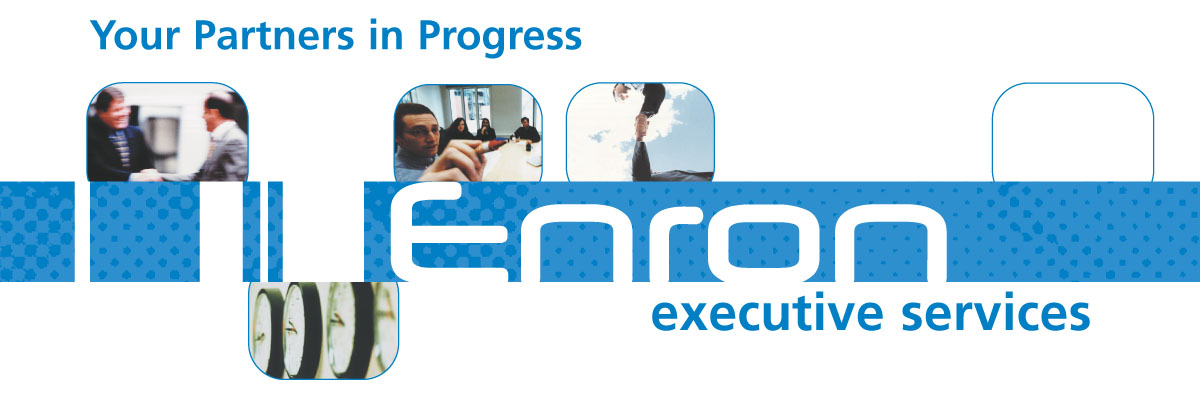 Your Partners in Progress
Enron
executive services